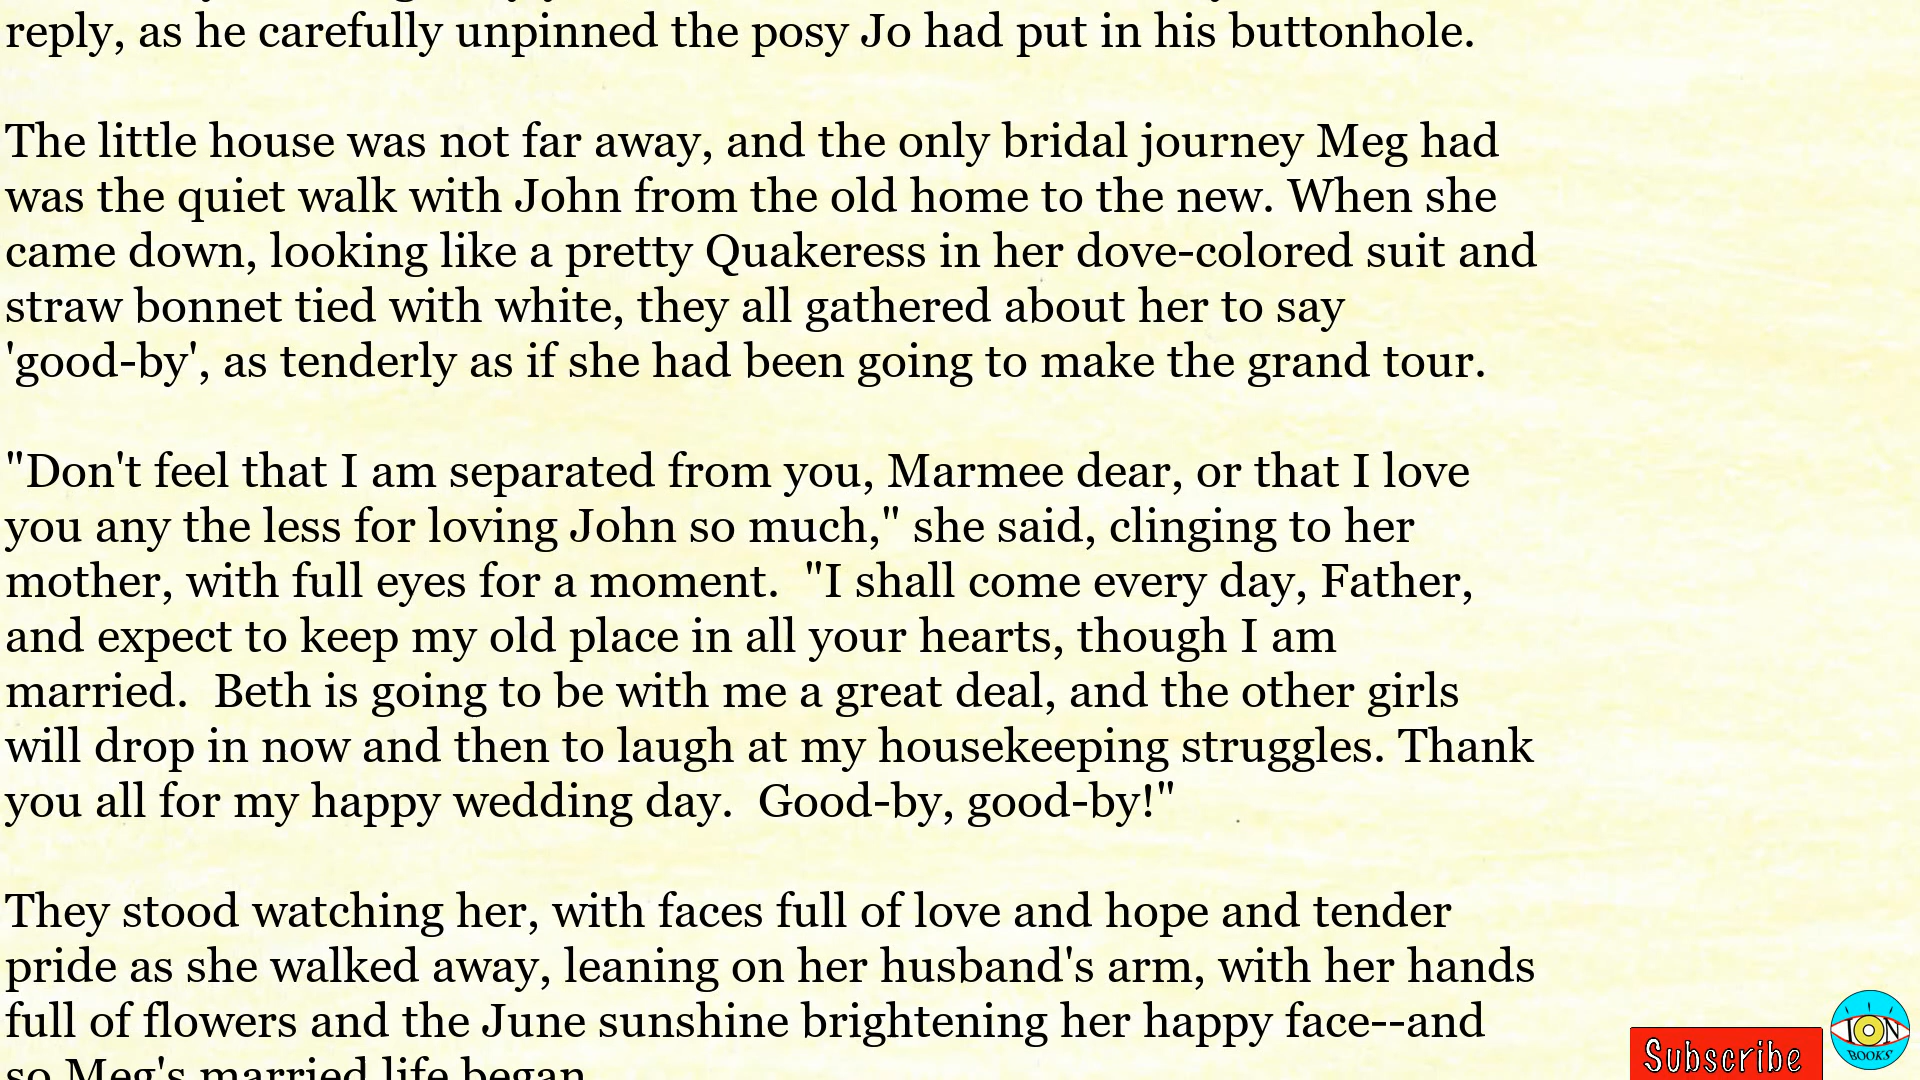 reply, as he carefully unpinned the posy Jo had put in his buttonhole.
The little house was not far away, and the only bridal journey Meg had
was the quiet walk with John from the old home to the new. When she
came down, looking like a pretty Quakeress in her dove-colored suit and
straw bonnet tied with white, they all gathered about her to say
'good-by', as tenderly as if she had been going to make the grand tour.
"Don't feel that I am separated from you, Marmee dear, or that I love
you any the less for loving John so much," she said, clinging to her
mother, with full eyes for a moment.  "I shall come every day, Father,
and expect to keep my old place in all your hearts, though I am
married.  Beth is going to be with me a great deal, and the other girls
will drop in now and then to laugh at my housekeeping struggles. Thank
you all for my happy wedding day.  Good-by, good-by!"
They stood watching her, with faces full of love and hope and tender
pride as she walked away, leaning on her husband's arm, with her hands
full of flowers and the June sunshine brightening her happy face--and
so Meg's married life began.
Subscribe
ION
BOOKS